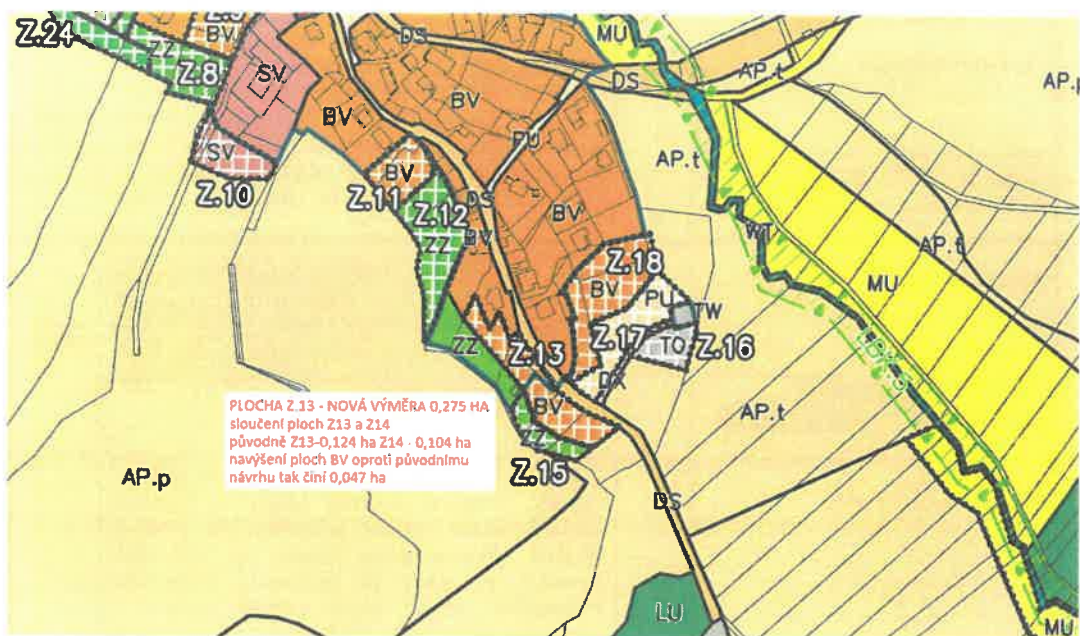 Z.24
ZZ
BV
Z.8
SV
SV
Z.10
BV
DS
BV
PU
MU
DS
AP.t
AP.t
BV
Z.11
Z.12
ZZ
DS
BV
BV
Z.18
BV
PU
TW
Z.17
TO
Z.16
WT
AP.t
MU
ZZ
Z.13
BV
ZZ
Z.15
AP.t
PLOCHA Z.13 - NOVÁ VÝMĚRA 0,275 HA
sloučení ploch Z13 a Z14
původně Z13-0,124 ha Z14 - 0,104 ha
navýšení ploch BV oproti původnímu
návrhu tak činí 0,047 ha
AP.p
DS
LU
MU